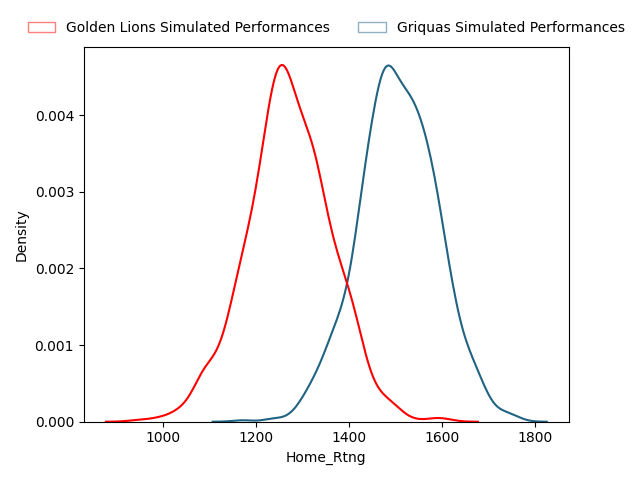 Golden Lions Simulated Performances Griquas Simulated Performances
0.004
0.003
0.002
0.001
0.000
Density
1000 1200 1400 1600 1800
Home_Rtng